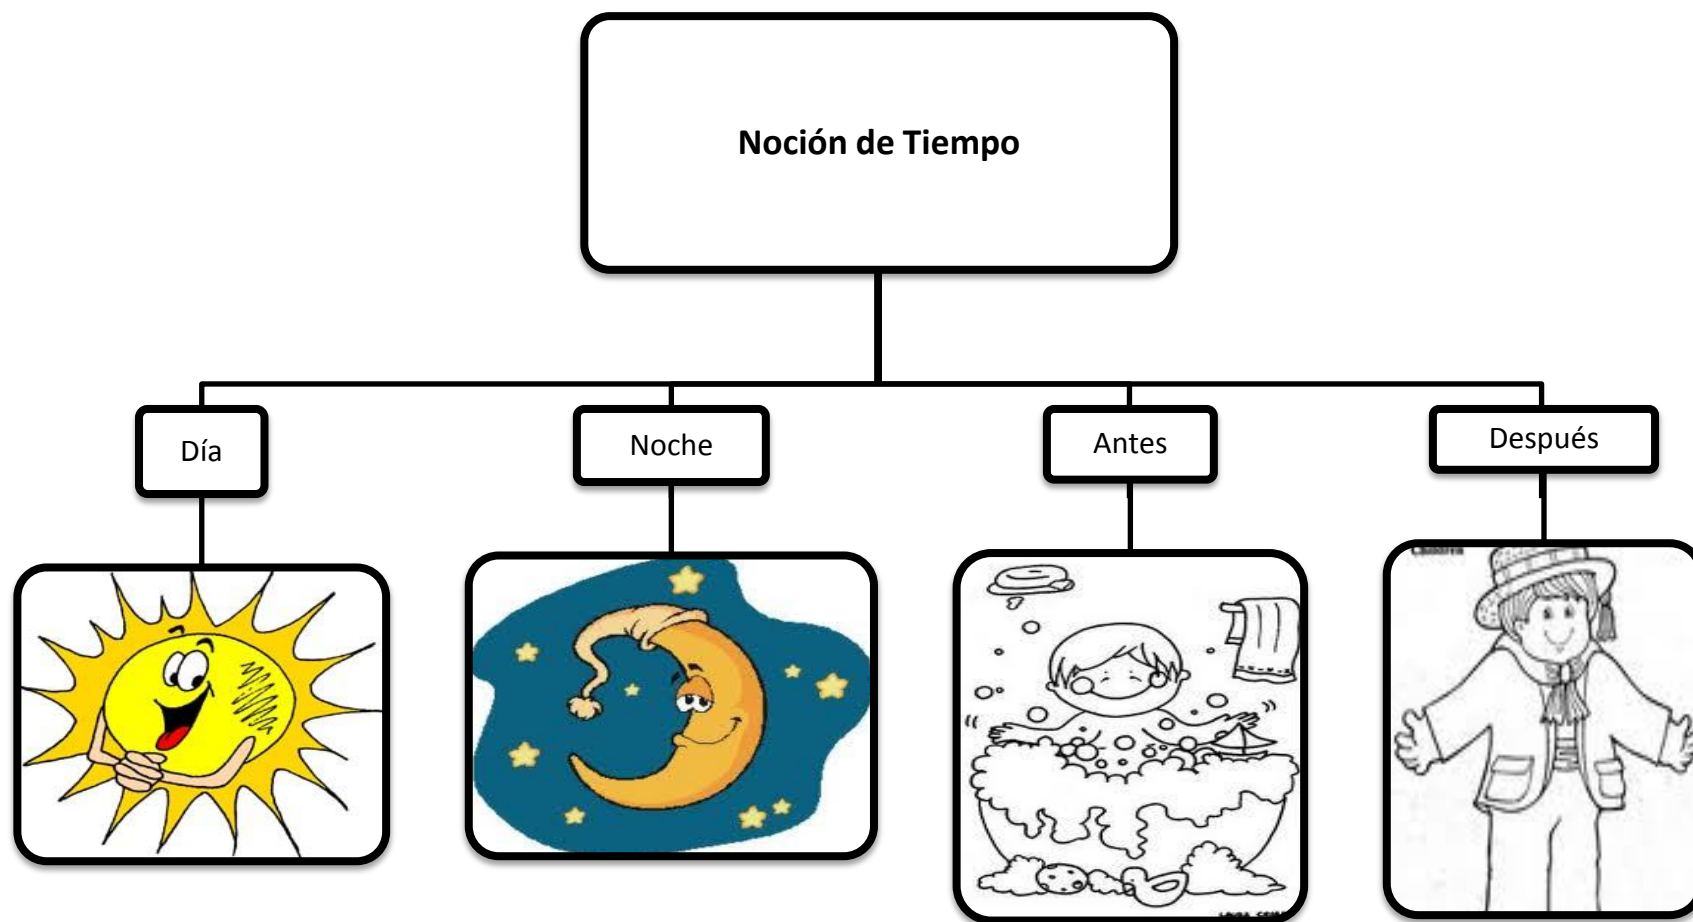 Noción de Tiempo
Día
Noche
Antes
Después